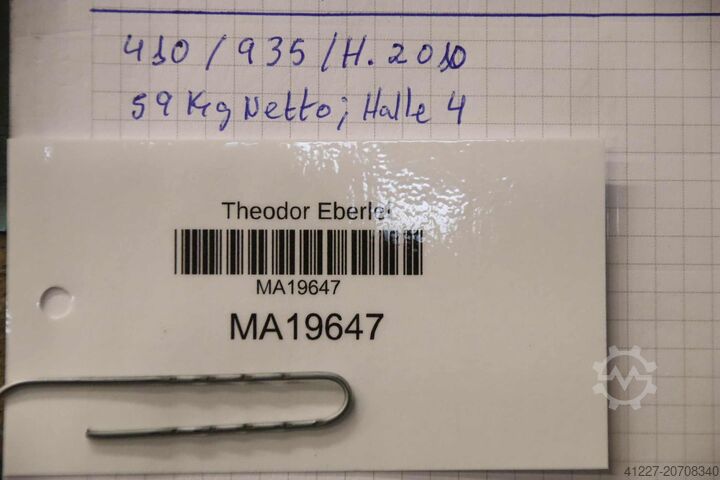 410 / 935 / H. 2010
59 Kg Netto; Halle 4
Theodor Eberle
MA19647
MA19647
41227-20708340